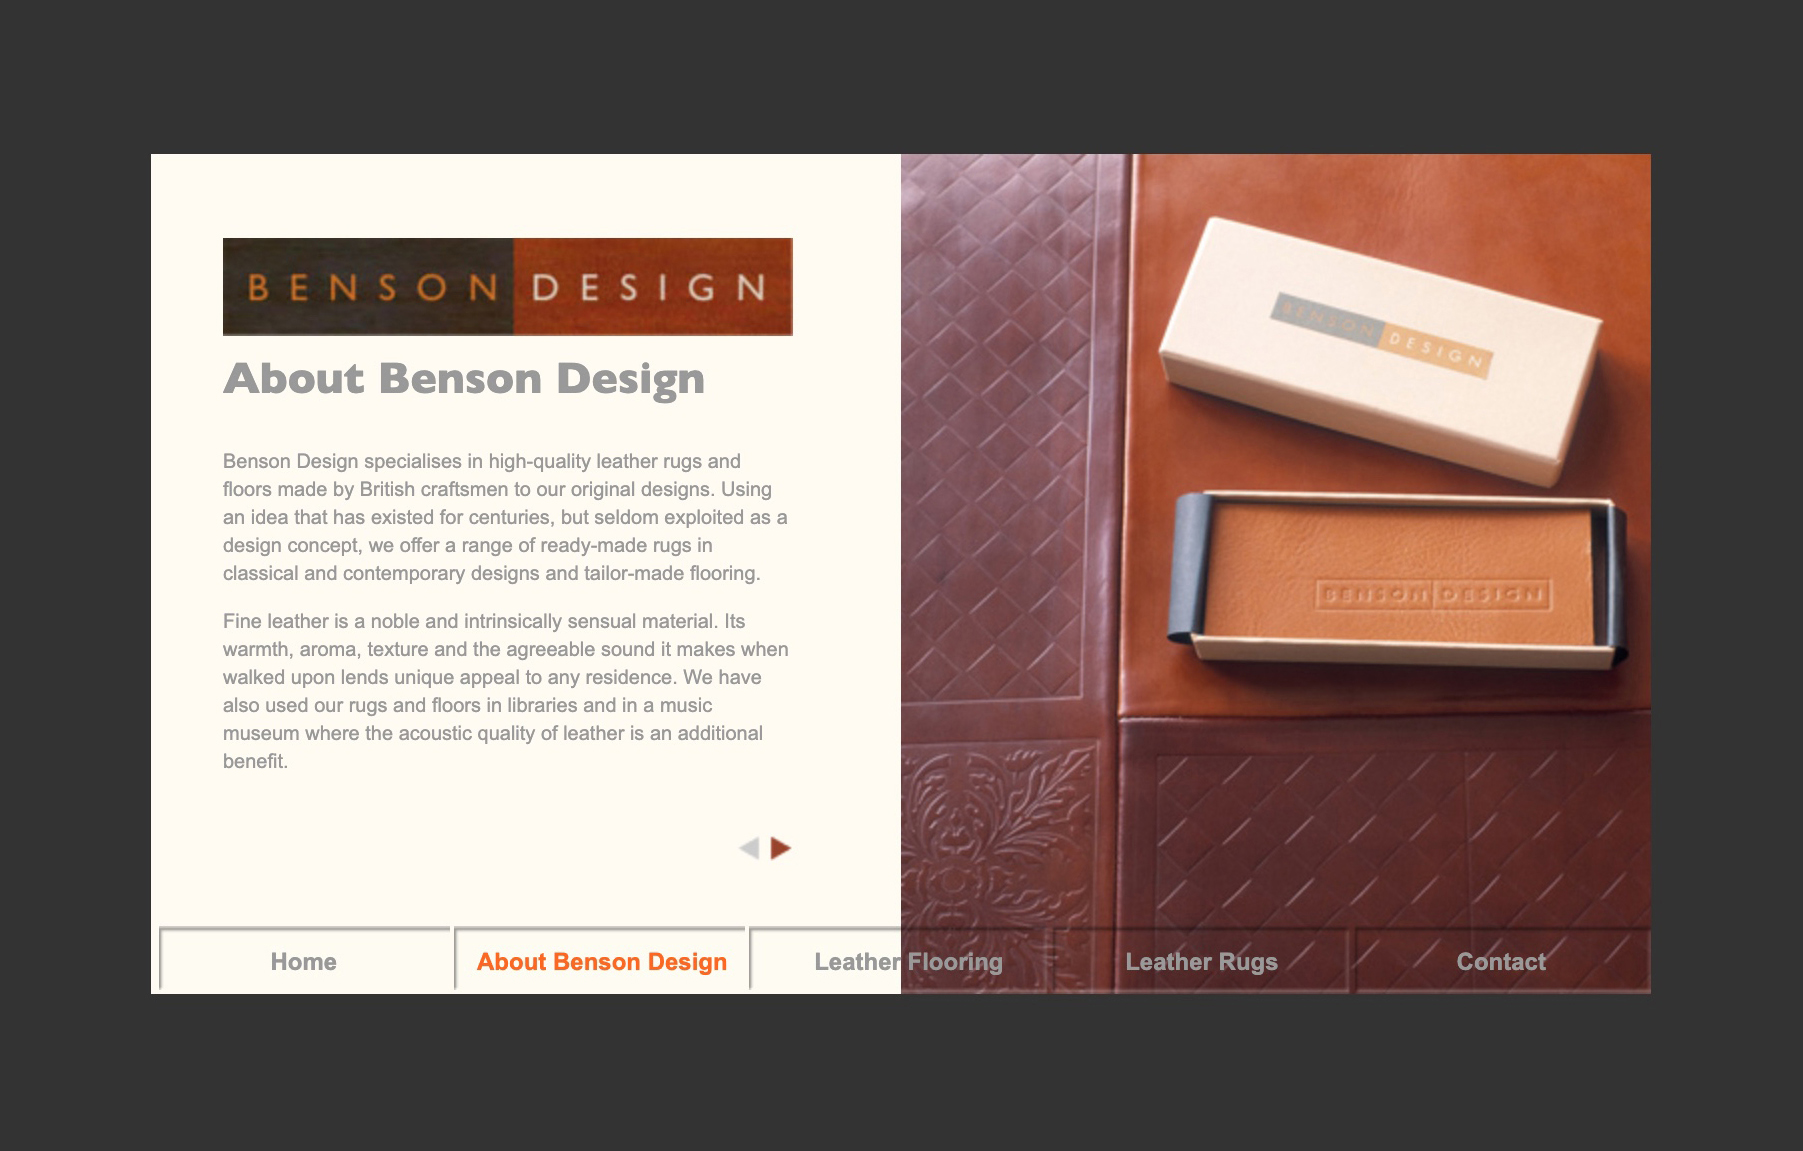 BENSON DESIGN
About Benson Design
Benson Design specialises in high-quality leather rugs and
floors made by British craftsmen to our original designs. Using
an idea that has existed for centuries, but seldom exploited as a
design concept, we offer a range of ready-made rugs in
classical and contemporary designs and tailor-made flooring.
Fine leather is a noble and intrinsically sensual material. Its
warmth, aroma, texture and the agreeable sound it makes when
walked upon lends unique appeal to any residence. We have
also used our rugs and floors in libraries and in a music
museum where the acoustic quality of leather is an additional
benefit.
BENSON DESIGN
BENSON DESIGN
Home
About Benson Design
Leather Flooring
Leather Rugs
Contact